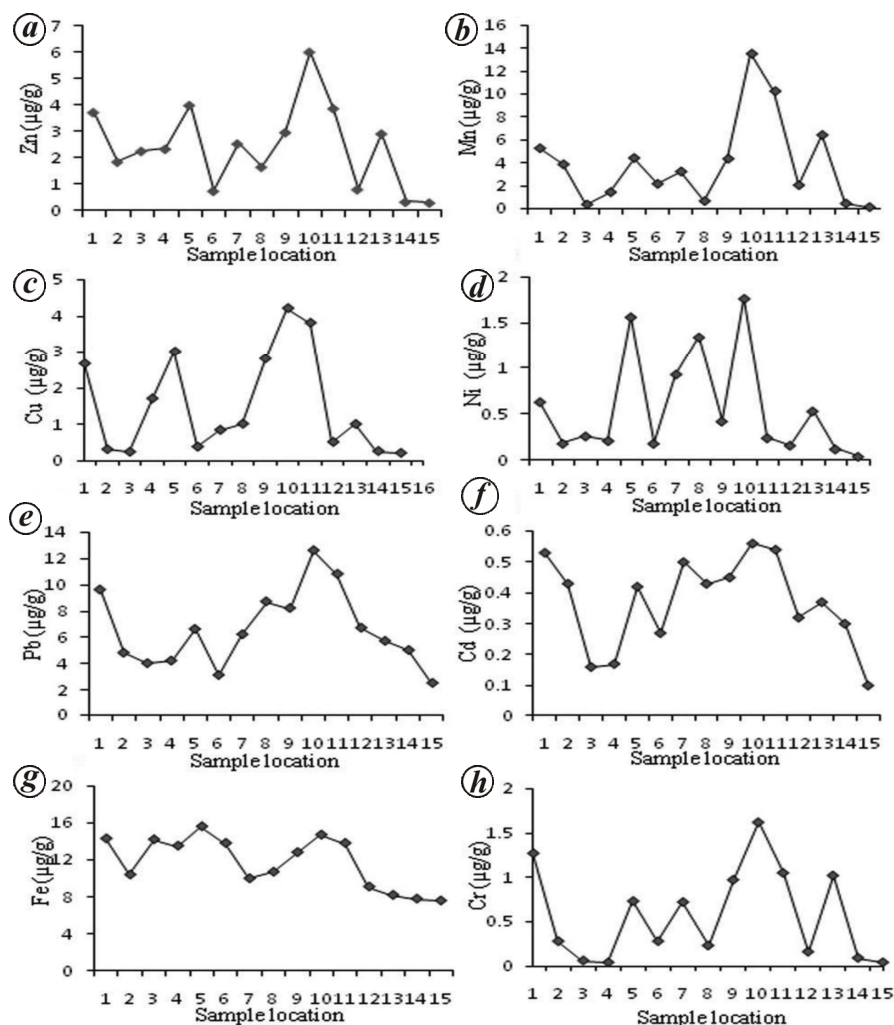 a
7
6
5
4
3
2
1
0
Zn (µg/g)
1 2 3 4 5 6 7 8 9 10 11 12 13 14 15
Sample location
b
16
14
12
10
8
6
4
2
0
Mn (µg/g)
1 2 3 4 5 6 7 8 9 10 11 12 13 14 15
Sample location
c
5
4
3
2
1
0
Cu (µg/g)
1 2 3 4 5 6 7 8 9 10 11 12 13 14 15 16
Sample location
d
2
1.5
1
0.5
0
Ni (µg/g)
1 2 3 4 5 6 7 8 9 10 11 12 13 14 15
Sample location
e
14
12
10
8
6
4
2
0
Pb (µg/g)
1 2 3 4 5 6 7 8 9 10 11 12 13 14 15
Sample location
f
0.6
0.5
0.4
0.3
0.2
0.1
0
Cd (µg/g)
1 2 3 4 5 6 7 8 9 10 11 12 13 14 15
Sample location
g
20
16
12
8
4
0
Fe (µg/g)
1 2 3 4 5 6 7 8 9 10 11 12 13 14 15
Sample location
h
2
1.5
1
0.5
0
Cr (µg/g)
1 2 3 4 5 6 7 8 9 10 11 12 13 14 15
Sample location